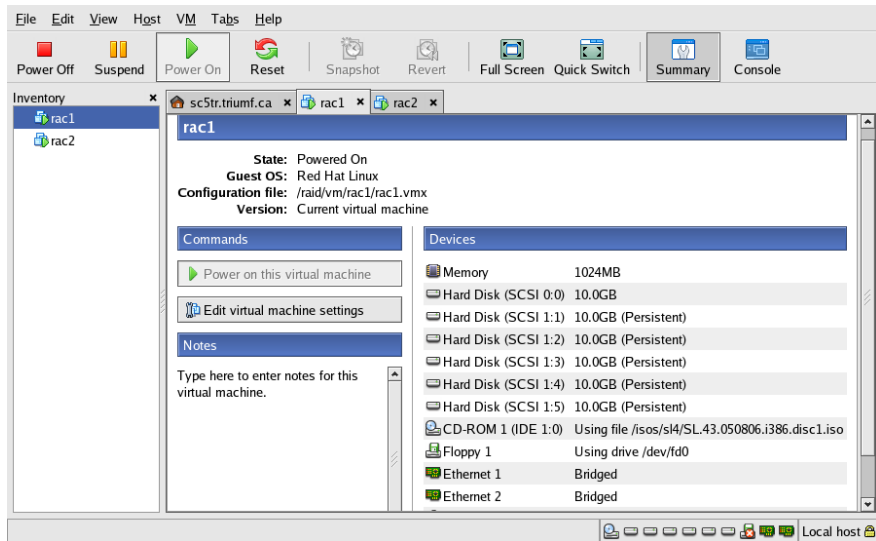 File Edit View Host VM Tabs Help
Power Off Suspend Power On Reset Snapshot Revert Full Screen Quick Switch Summary Console
Inventory
rac1
rac2
sc5tr.triumf.ca rac1 rac2
rac1
State: Powered On
Guest OS: Red Hat Linux
Configuration file: /raid/vm/rac1/rac1.vmx
Version: Current virtual machine
Commands
Power on this virtual machine
Edit virtual machine settings
Notes
Type here to enter notes for this
virtual machine.
Devices
Memory 1024MB
Hard Disk (SCSI 0:0) 10.0GB
Hard Disk (SCSI 1:1) 10.0GB (Persistent)
Hard Disk (SCSI 1:2) 10.0GB (Persistent)
Hard Disk (SCSI 1:3) 10.0GB (Persistent)
Hard Disk (SCSI 1:4) 10.0GB (Persistent)
Hard Disk (SCSI 1:5) 10.0GB (Persistent)
CD-ROM 1 (IDE 1:0) Using file /isos/sl4/SL.43.050806.i386.disc1.iso
Floppy 1 Using drive /dev/fd0
Ethernet 1 Bridged
Ethernet 2 Bridged
Local host